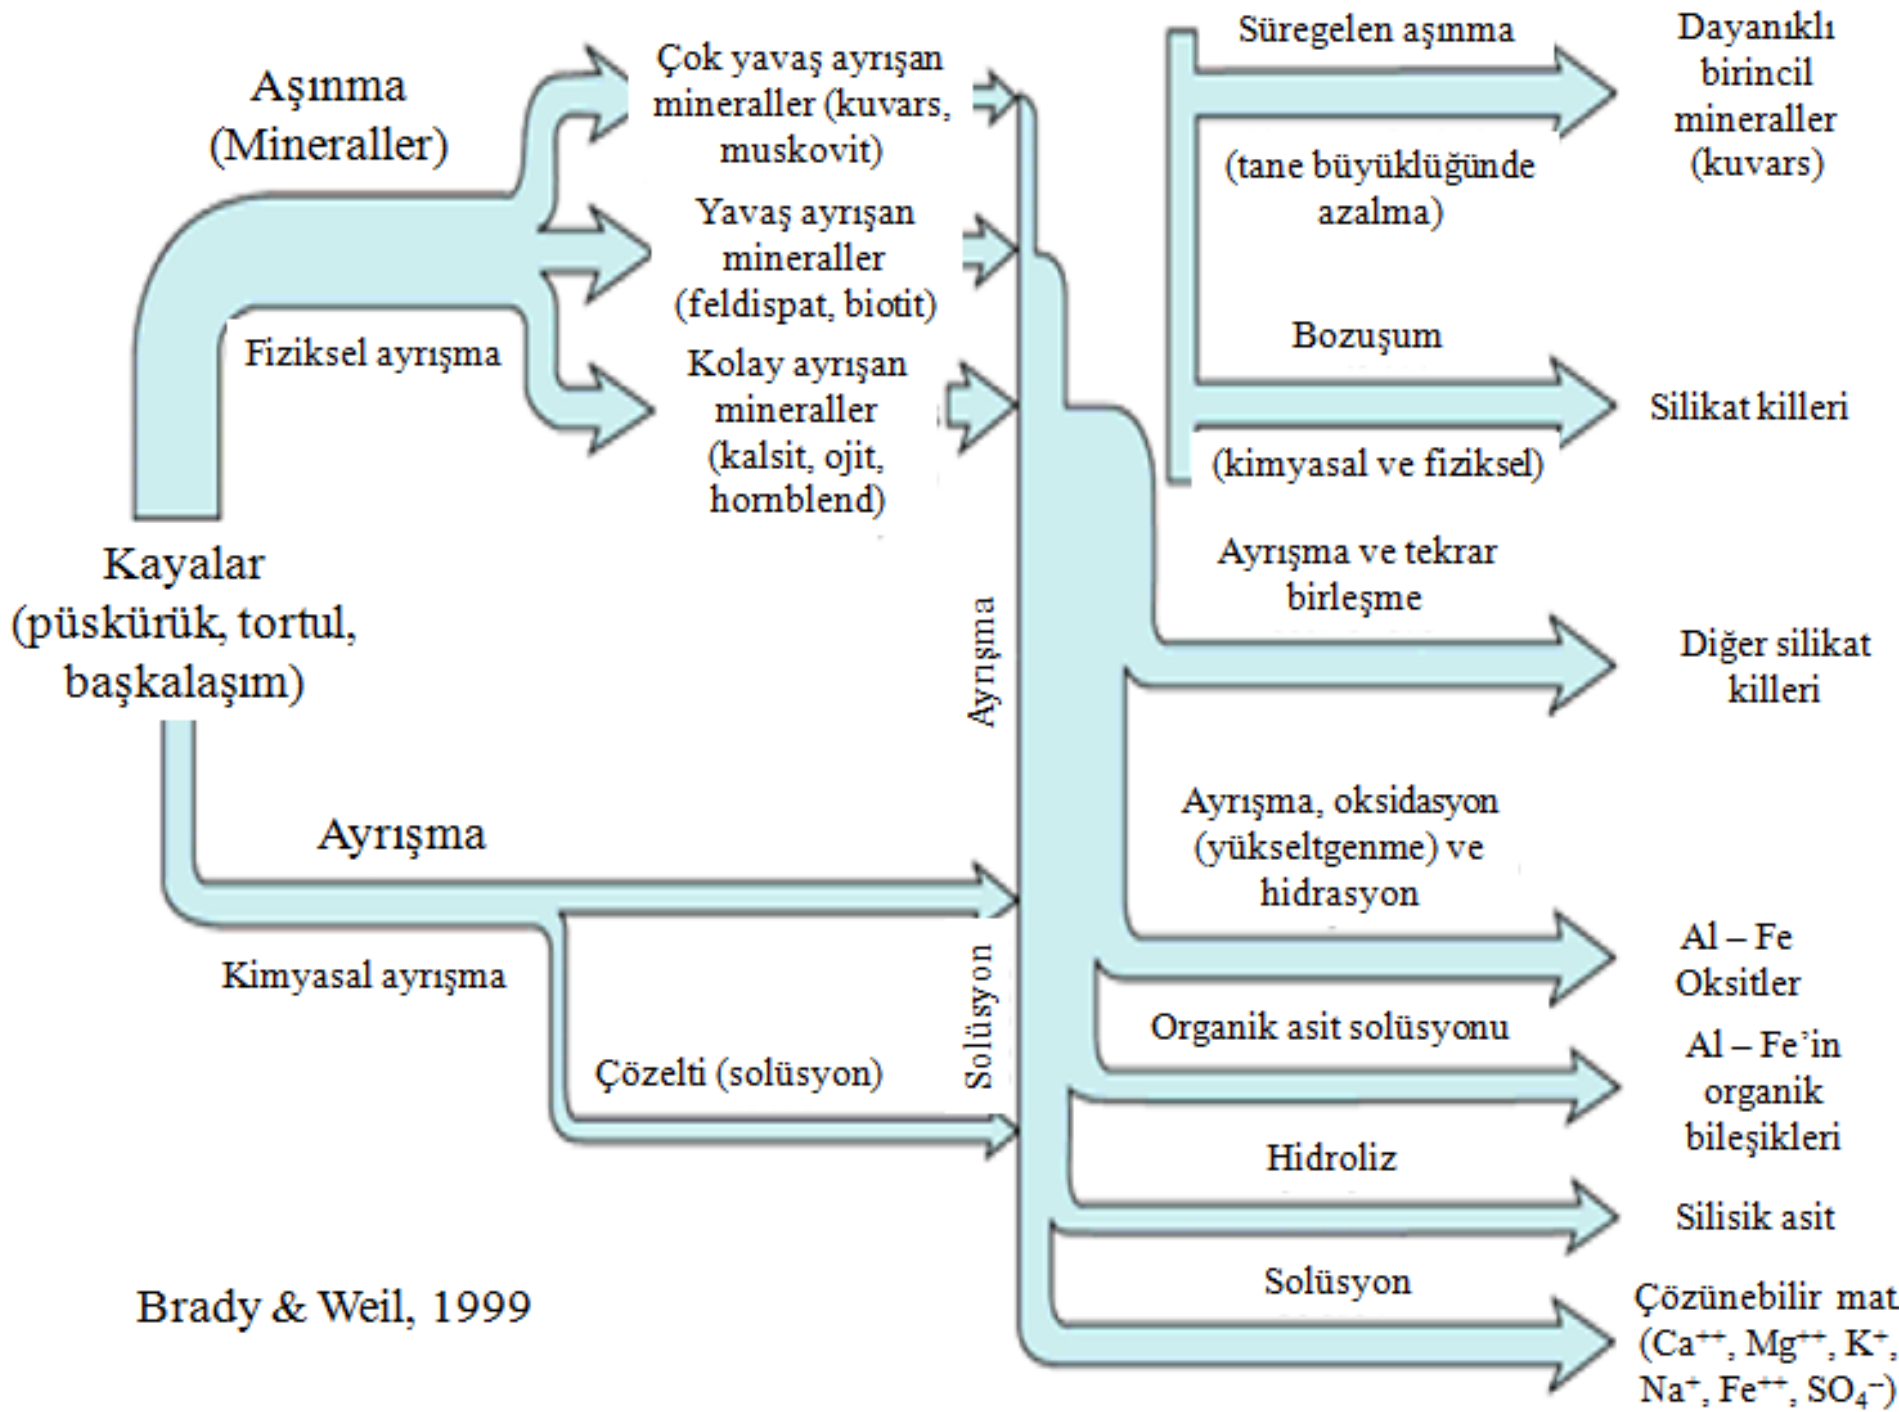 Aşınma
(Mineraller)
Fiziksel ayrışma
Kayalar
(püskürük, tortul,
başkalaşım)
Ayrışma
Kimyasal ayrışma
Çözelti (solüsyon)
Brady & Weil, 1999
Çok yavaş ayrışan
mineraller (kuvars,
muskovit)
Yavaş ayrışan
mineraller
(feldispat, biotit)
Kolay ayrışan
mineraller
(kalsit, ojit,
hornblend)
Ayrışma
Solüsyon
Süregelen aşınma
(tane büyüklüğünde
azalma)
Dayanıklı
birincil
mineraller
(kuvars)
Bozuşum
(kimyasal ve fiziksel)
Silikat killeri
Ayrışma ve tekrar
birleşme
Diğer silikat
killeri
Ayrışma, oksidasyon
(yükseltgenme) ve
hidrasyon
Al – Fe
Oksitler
Organik asit solüsyonu
Al – Fe’in
organik
bileşikleri
Hidroliz
Silisik asit
Solüsyon
Çözünebilir mat.
(Ca⁺⁺, Mg⁺⁺, K⁺,
Na⁺, Fe⁺⁺, SO₄⁻⁻)